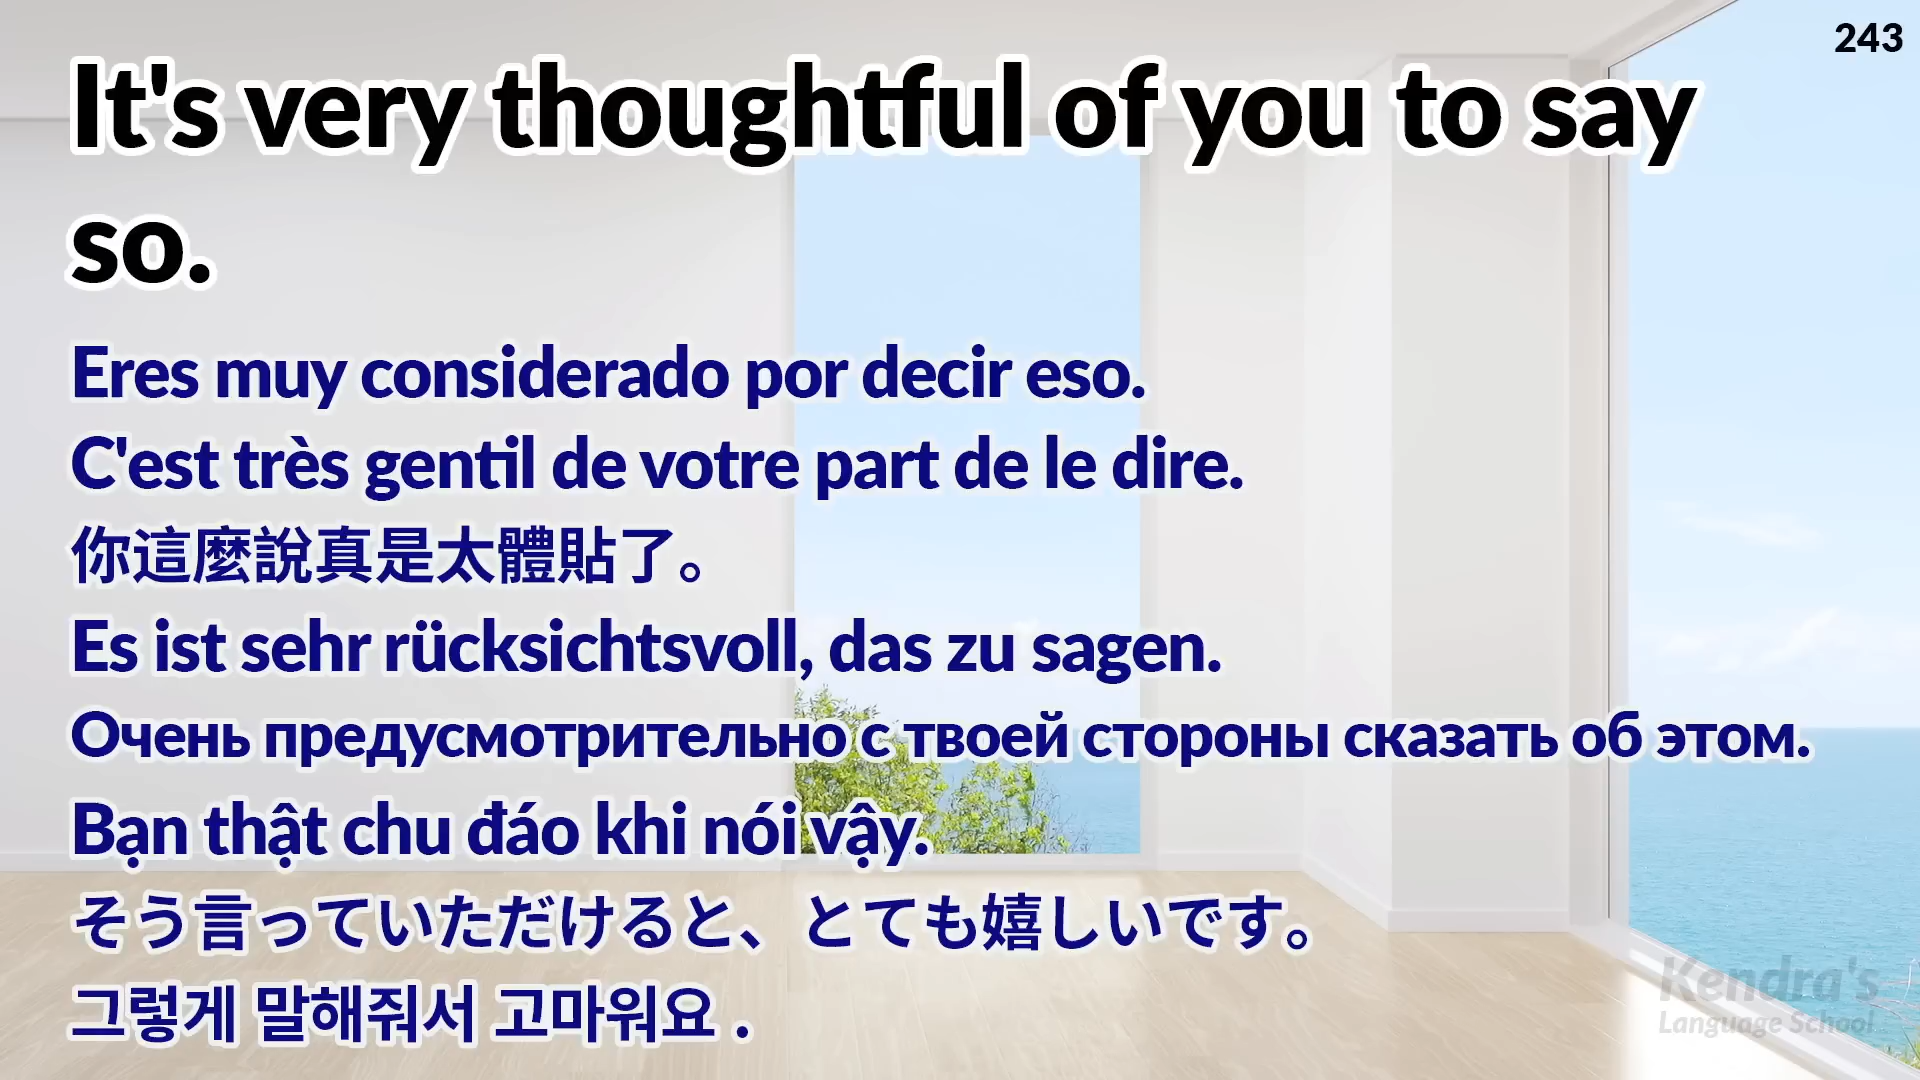 243
It's very thoughtful of you to say
so.
Eres muy considerado por decir eso.
C'est très gentil de votre part de le dire.
你這麼說真是太體貼了。
Es ist sehr rücksichtsvoll, das zu sagen.
Очень предусмотрительно с твоей стороны сказать об этом.
Bạn thật chu đáo khi nói vậy.
そう言っていただけると、とても嬉しいです。
그렇게 말해줘서 고마워요 .
Kendra's
Language School